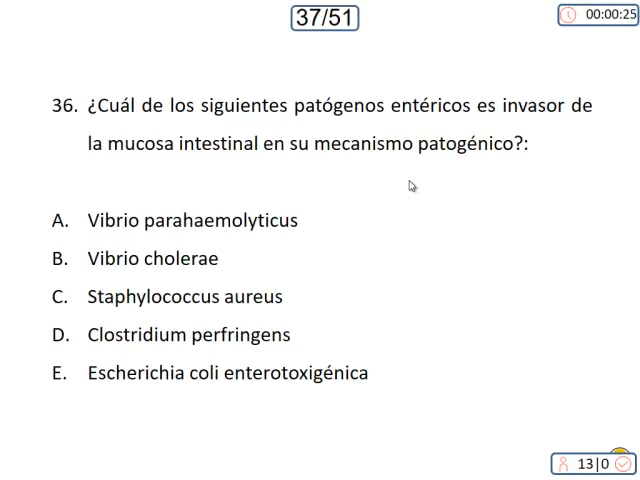 37/51
00:00:25
36. ¿Cuál de los siguientes patógenos entéricos es invasor de
la mucosa intestinal en su mecanismo patogénico?:
A. Vibrio parahaemolyticus
B. Vibrio cholerae
C. Staphylococcus aureus
D. Clostridium perfringens
E. Escherichia coli enterotoxigénica
13|0